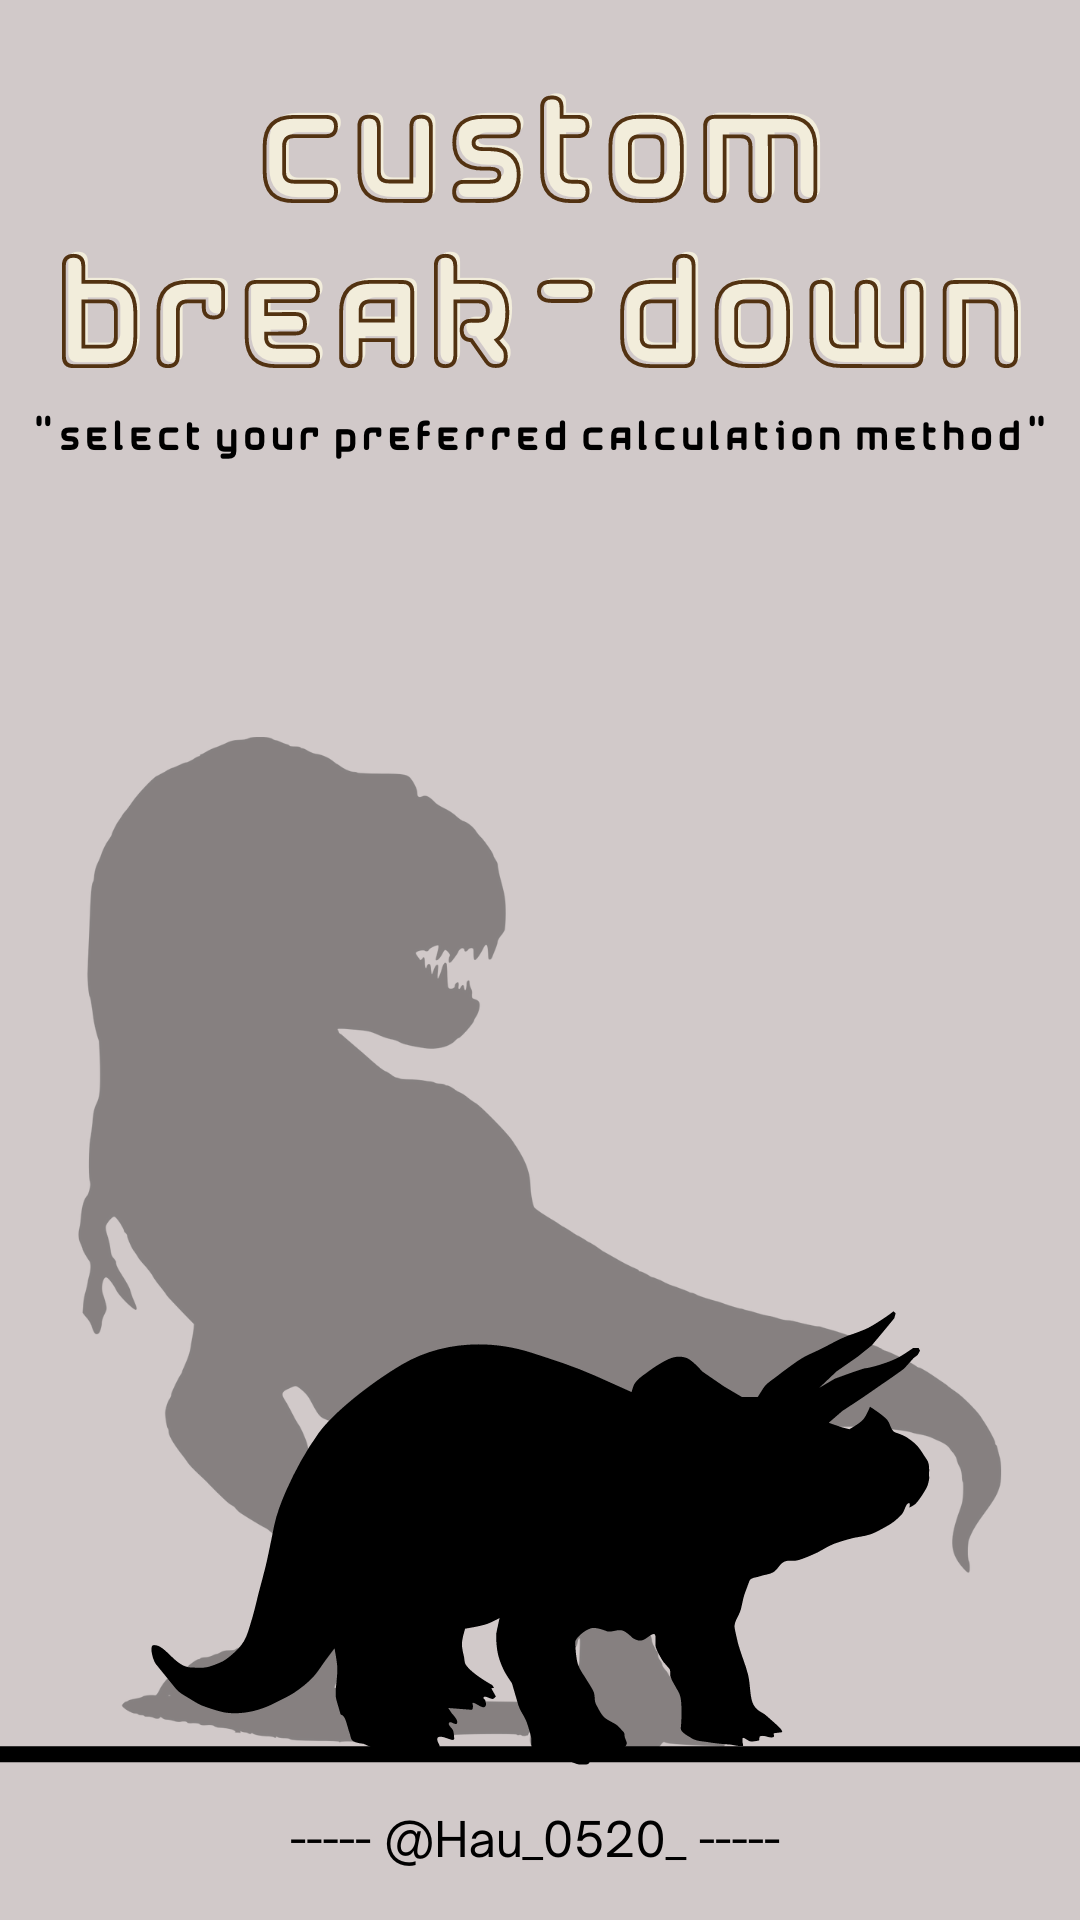 custom
break-down
"select your preferred calculation method"
----- @Hau_0520_ -----